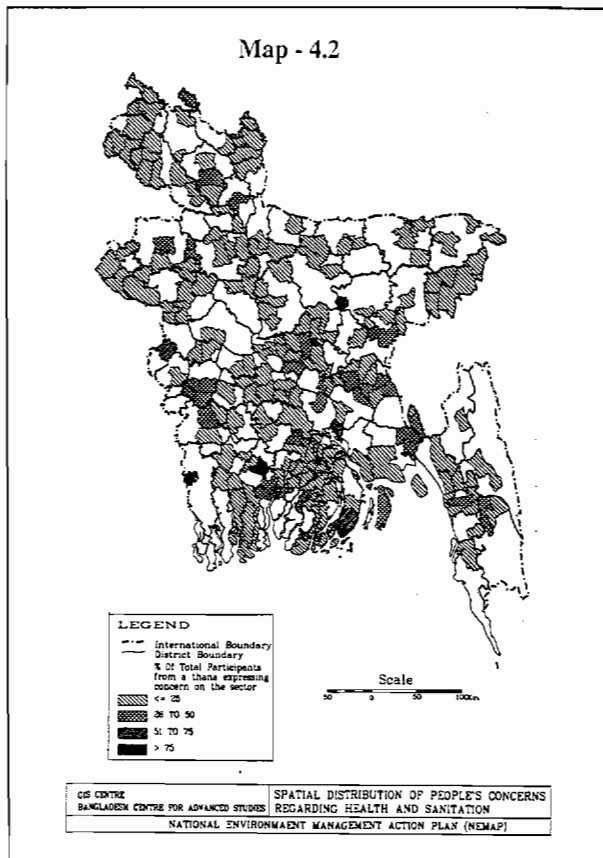 Map - 4.2
LEGEND
International Boundary
District Boundary
% Of Total Participants
from a thana expressing
concern on the sector
<= 25
26 TO 50
51 TO 75
> 75
Scale
50 0 50 100Km
GIS CENTRE
BANGLADESH CENTRE FOR ADVANCED STUDIES
SPATIAL DISTRIBUTION OF PEOPLE'S CONCERNS
REGARDING HEALTH AND SANITATION
NATIONAL ENVIRONMAENT MANAGEMENT ACTION PLAN (NEMAP)